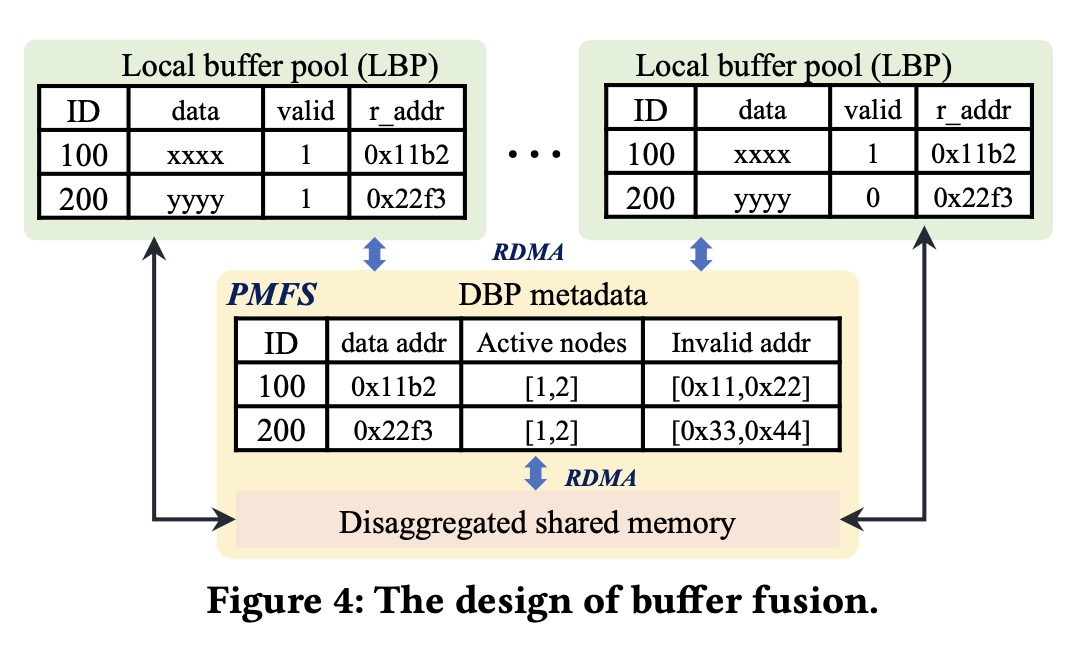 Local buffer pool (LBP)
ID data valid r_addr
100 xxxx 1 0x11b2
200 yyyy 1 0x22f3
...
Local buffer pool (LBP)
ID data valid r_addr
100 xxxx 1 0x11b2
200 yyyy 0 0x22f3
RDMA
PMFS DBP metadata
ID data addr Active nodes Invalid addr
100 0x11b2 [1,2] [0x11,0x22]
200 0x22f3 [1,2] [0x33,0x44]
RDMA
Disaggregated shared memory
Figure 4: The design of buffer fusion.